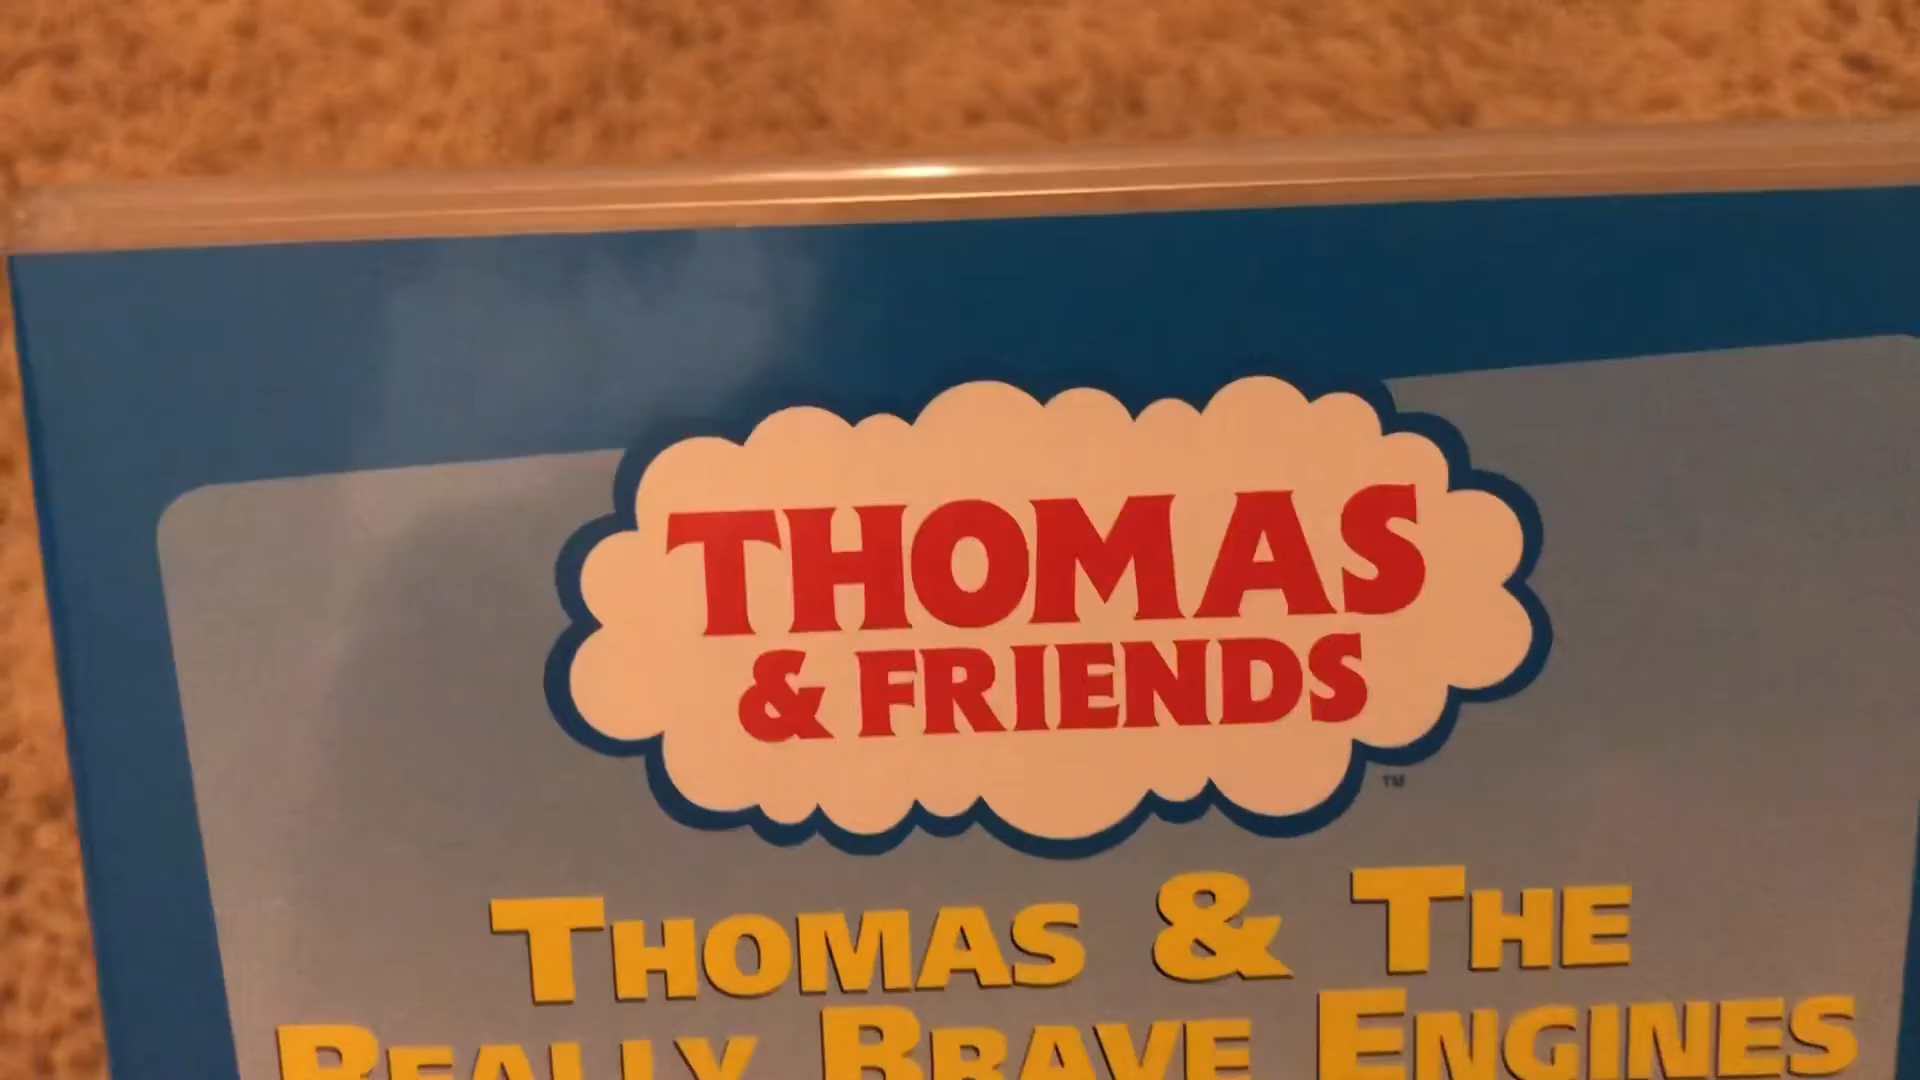 THOMAS
& FRIENDS
TM
THOMAS & THE
REALLY BRAVE ENGINES